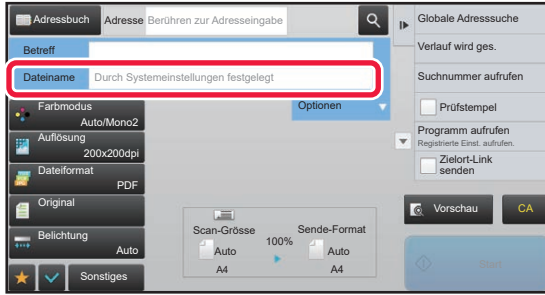 Adressbuch Adresse Berühren zur Adresseingabe
Betreff
Dateiname Durch Systemeinstellungen festgelegt
Farbmodus
Auto/Mono2
Optionen
Auflösung
200x200dpi
Dateiformat
PDF
Original
Belichtung
Auto
Sonstiges
Scan-Grösse
Auto
A4
100%
Sende-Format
Auto
A4
Globale Adresssuche
Verlauf wird ges.
Suchnummer aufrufen
Prüfstempel
Programm aufrufen
Registrierte Einst. aufrufen.
Zielort-Link
senden
Vorschau CA
Start